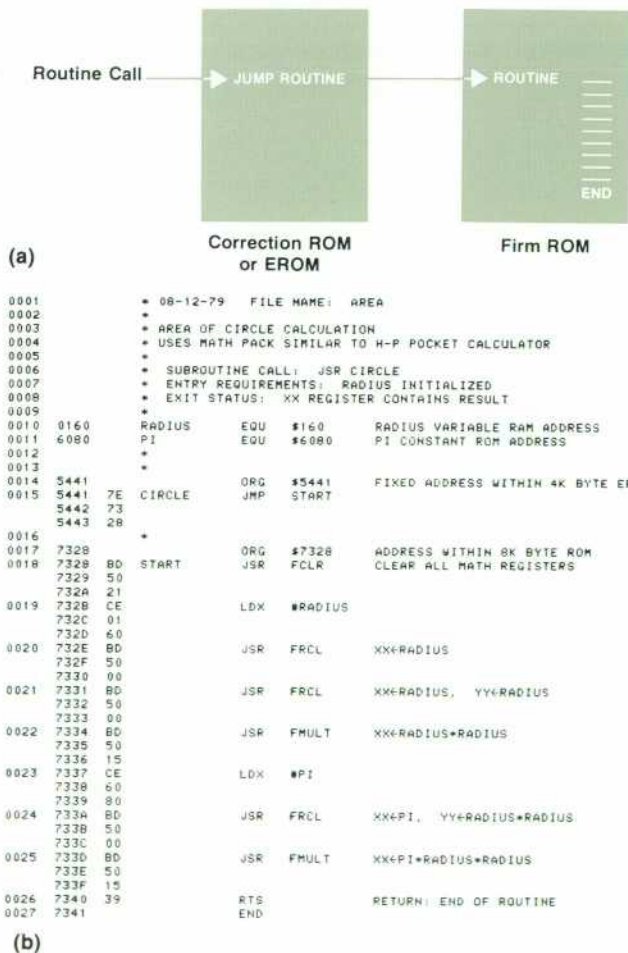 Routine Call
JUMP ROUTINE
ROUTINE
END
Correction ROM
or EROM
Firm ROM
(a)
0001 * 08-12-79 FILE NAME: AREA
0002 *
0003 * AREA OF CIRCLE CALCULATION
0004 * USES MATH PACK SIMILAR TO H-P POCKET CALCULATOR
0005 *
0006 * SUBROUTINE CALL: JSR CIRCLE
0007 * ENTRY REQUIREMENTS: RADIUS INITIALIZED
0008 * EXIT STATUS: XX REGISTER CONTAINS RESULT
0009 *
0010 0160 RADIUS EQU $160 RADIUS VARIABLE RAM ADDRESS
0011 6080 PI EQU $6080 PI CONSTANT ROM ADDRESS
0012 *
0013 *
0014 5441 ORG $5441 FIXED ADDRESS WITHIN 4K BYTE
0015 5441 7E CIRCLE JMP START
5442 73
5443 28
0016 *
0017 7328 ORG $7328 ADDRESS WITHIN 8K BYTE ROM
0018 7328 BD START JSR FCLR CLEAR ALL MATH REGISTERS
7329 50
732A 21
0019 732B CE LDX #RADIUS
732C 01
732D 60
0020 732E BD JSR FRCL XX←RADIUS
732F 50
7330 00
0021 7331 BD JSR FRCL XX←RADIUS, YY←RADIUS
7332 50
7333 00
0022 7334 BD JSR FMULT XX←RADIUS*RADIUS
7335 50
7336 15
0023 7337 CE LDX #PI
7338 60
7339 80
0024 733A BD JSR FRCL XX←PI, YY←RADIUS*RADIUS
733B 50
733C 00
0025 733D BD JSR FMULT XX←PI*RADIUS*RADIUS
733E 50
733F 15
0026 7340 39 RTS RETURN: END OF ROUTINE
0027 7341 END
(b)